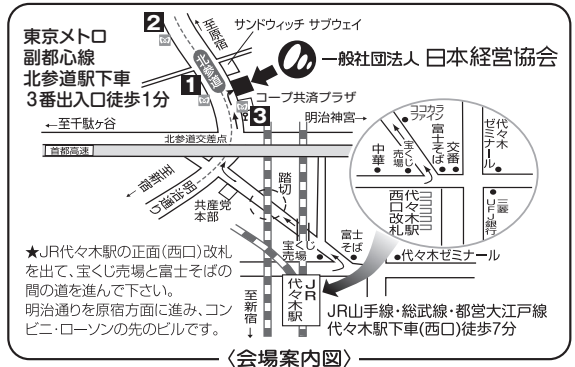 東京メトロ
副都心線
北参道駅下車
3番出入口徒歩1分
2
至原宿
サンドウィッチ サブウェイ
北参道
1
一般社団法人 日本経営協会
コープ共済プラザ
3
明治神宮→
←至千駄ヶ谷
北参道交差点
首都高速
至新宿
明治通り
共産党
本部
踏切
宝くじ
売場
富士
そば
代々木ゼミナール
ココカラ
ファイン
中華
宝くじ
売場
富士そば
交番
代々木
ゼミナール
代々木駅
西口改札
三菱
UFJ銀行
★JR代々木駅の正面(西口)改札
を出て、宝くじ売場と富士そばの
間の道を進んで下さい。
明治通りを原宿方面に進み、コン
ビニ・ローソンの先のビルです。
至新宿
JR
代々木駅
JR山手線・総武線・都営大江戸線
代々木駅下車(西口)徒歩7分
〈会場案内図〉